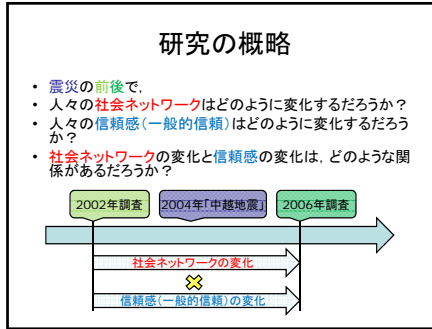 研究の概略
• 震災の前後で,
• 人々の社会ネットワークはどのように変化するだろうか？
• 人々の信頼感（一般的信頼）はどのように変化するだろ
うか？
• 社会ネットワークの変化と信頼感の変化は, どのような関
係があるだろうか？
2002年調査 2004年「中越地震」 2006年調査
社会ネットワークの変化
信頼感（一般的信頼）の変化